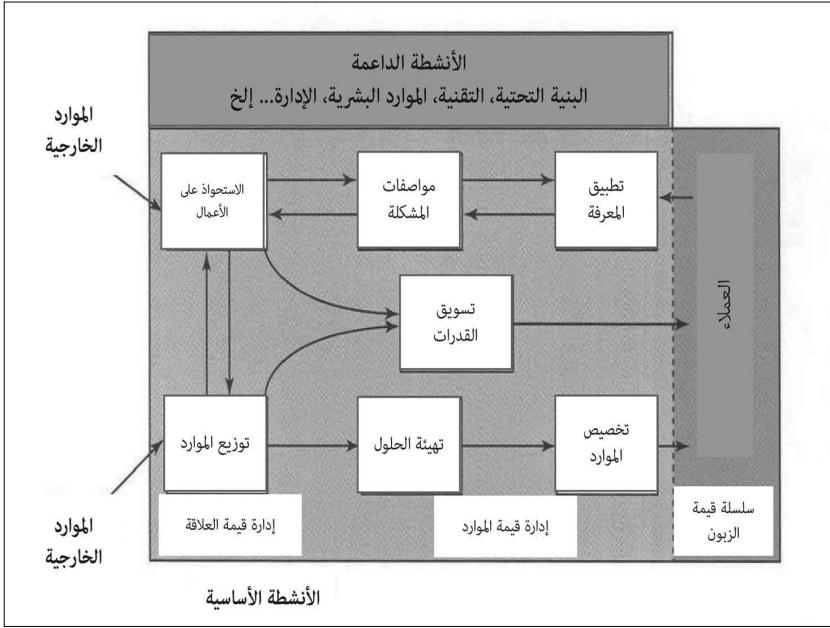 الأنشطة الداعمة
البنية التحتية، التقنية، الموارد البشرية، الإدارة... إلخ
الموارد
الخارجية
تطبيق
المعرفة
مواصفات
المشكلة
الاستحواذ على
الأعمال
العملاء
تسويق
القدرات
تخصيص
الموارد
تهيئة الحلول
توزيع الموارد
سلسلة قيمة
الزبون
إدارة قيمة الموارد
إدارة قيمة العلاقة
الموارد
الخارجية
الأنشطة الأساسية